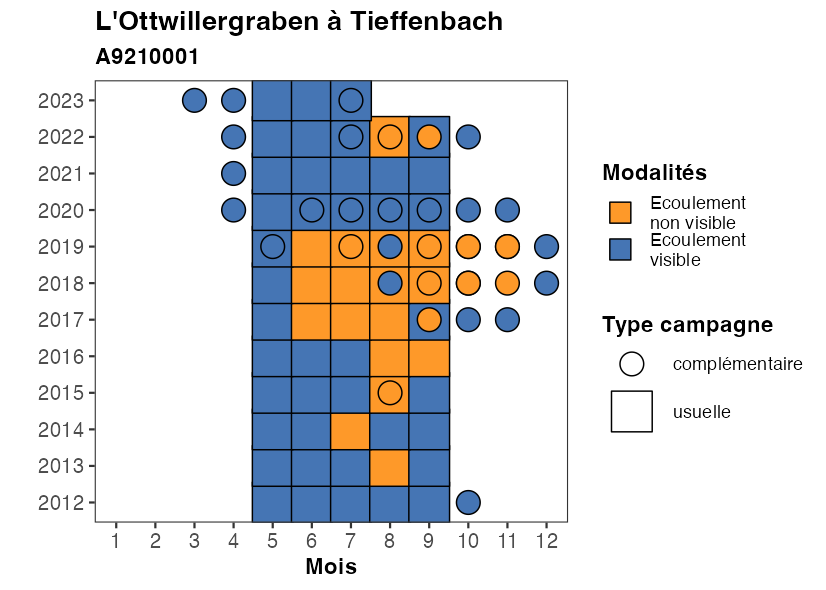 L'Ottwillergraben à Tieffenbach
A9210001
2023
2022
2021
2020
2019
2018
2017
2016
2015
2014
2013
2012
1 2 3 4 5 6 7 8 9 10 11 12
Mois
Modalités
Ecoulement
non visible
Ecoulement
visible
Type campagne
complémentaire
usuelle